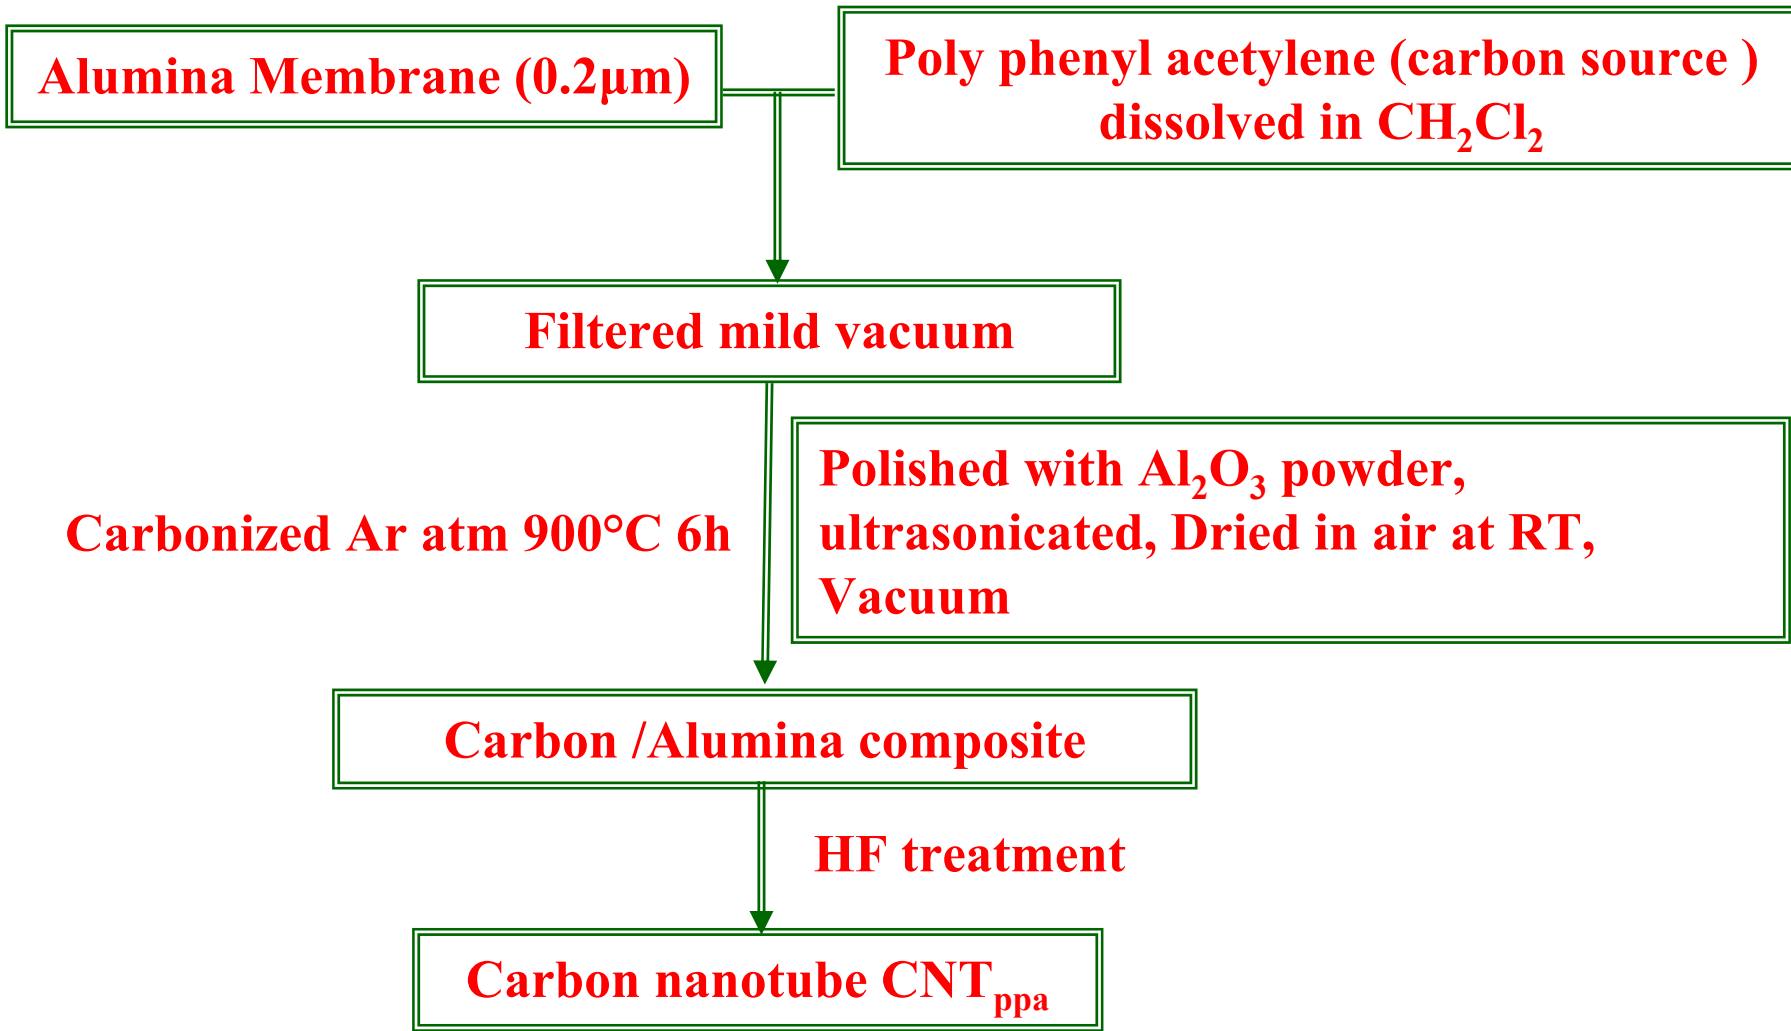 Alumina Membrane (0.2µm)
Poly phenyl acetylene (carbon source )
dissolved in CH₂Cl₂
Filtered mild vacuum
Carbonized Ar atm 900°C 6h
Polished with Al₂O₃ powder,
ultrasonicated, Dried in air at RT,
Vacuum
Carbon /Alumina composite
HF treatment
Carbon nanotube CNTppa